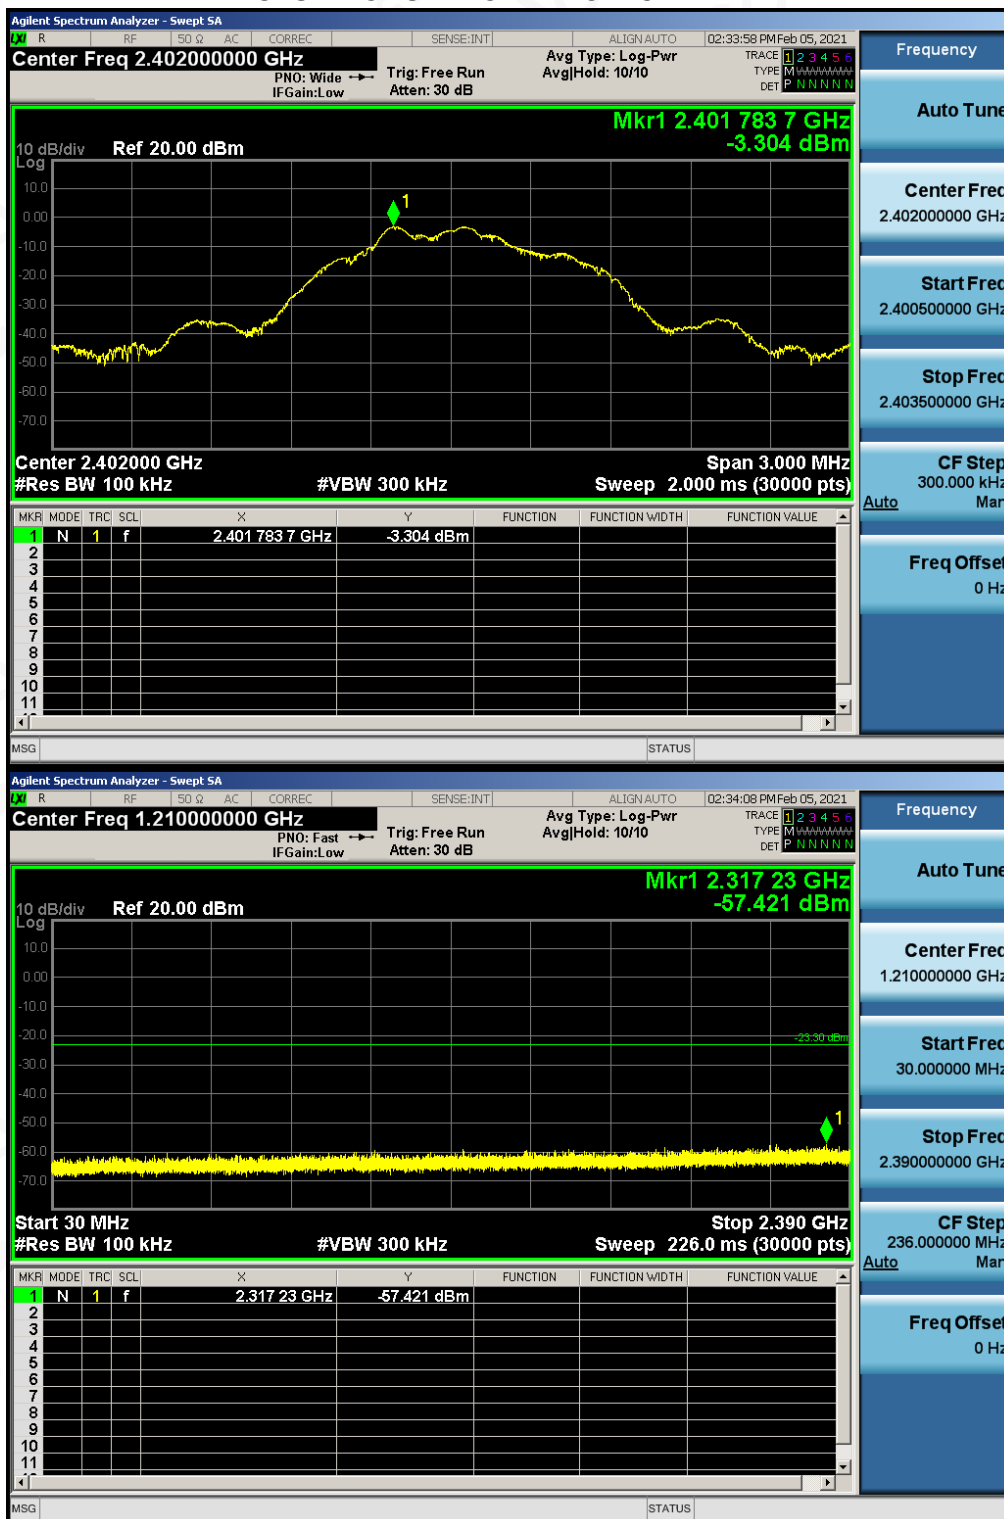 Agilent Spectrum Analyzer - Swept SA
LXI R RF 50 Ω AC CORREC SENSE:INT ALIGN AUTO 02:33:58 PM Feb 05, 2021
Center Freq 2.402000000 GHz
PNO: Wide
IFGain:Low
Trig: Free Run
Atten: 30 dB
Avg Type: Log-Pwr
Avg|Hold: 10/10
TRACE 1 2 3 4 5 6
TYPE M WWWWW
DET P N N N N N
Mkr1 2.401 783 7 GHz
-3.304 dBm
10 dB/div Ref 20.00 dBm
Log
10.0
0.00
-10.0
-20.0
-30.0
-40.0
-50.0
-60.0
-70.0
1
Center 2.402000 GHz Span 3.000 MHz
#Res BW 100 kHz #VBW 300 kHz Sweep 2.000 ms (30000 pts)
MKR MODE TRC SCL X Y FUNCTION FUNCTION WIDTH FUNCTION VALUE
1 N 1 f 2.401 783 7 GHz -3.304 dBm
2
3
4
5
6
7
8
9
10
11
MSG STATUS
Frequency
Auto Tune
Center Freq
2.402000000 GHz
Start Freq
2.400500000 GHz
Stop Freq
2.403500000 GHz
CF Step
300.000 kHz
Auto Man
Freq Offset
0 Hz
Agilent Spectrum Analyzer - Swept SA
LXI R RF 50 Ω AC CORREC SENSE:INT ALIGN AUTO 02:34:08 PM Feb 05, 2021
Center Freq 1.210000000 GHz
PNO: Fast
IFGain:Low
Trig: Free Run
Atten: 30 dB
Avg Type: Log-Pwr
Avg|Hold: 10/10
TRACE 1 2 3 4 5 6
TYPE M WWWWW
DET P N N N N N
Mkr1 2.317 23 GHz
-57.421 dBm
10 dB/div Ref 20.00 dBm
Log
10.0
0.00
-10.0
-20.0
-30.0
-40.0
-50.0
-60.0
-70.0
-23.30 dBm
1
Start 30 MHz Stop 2.390 GHz
#Res BW 100 kHz #VBW 300 kHz Sweep 226.0 ms (30000 pts)
MKR MODE TRC SCL X Y FUNCTION FUNCTION WIDTH FUNCTION VALUE
1 N 1 f 2.317 23 GHz -57.421 dBm
2
3
4
5
6
7
8
9
10
11
MSG STATUS
Frequency
Auto Tune
Center Freq
1.210000000 GHz
Start Freq
30.000000 MHz
Stop Freq
2.390000000 GHz
CF Step
236.000000 MHz
Auto Man
Freq Offset
0 Hz